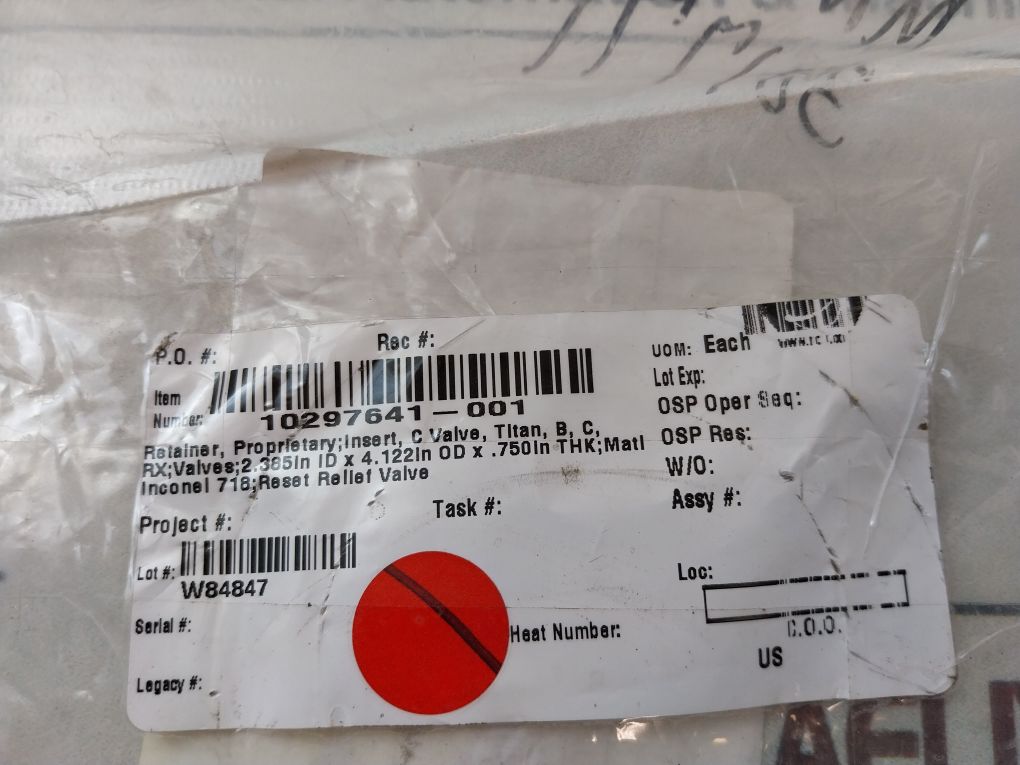 P.O. #:
Rec #:
UOM: Each
Lot Exp:
Item
Number:
10297641-001
OSP Oper Seq:
Retainer, Proprietary;Insert, C Valve, Titan, B, C,
RX;Valves;2.385in ID x 4.122in OD x .750in THK;Matl
Inconel 718;Reset Relief Valve
OSP Res:
W/O:
Task #:
Assy #:
Project #:
Lot #:
W84847
Loc:
Serial #:
Heat Number:
C.O.O.
US
Legacy #: